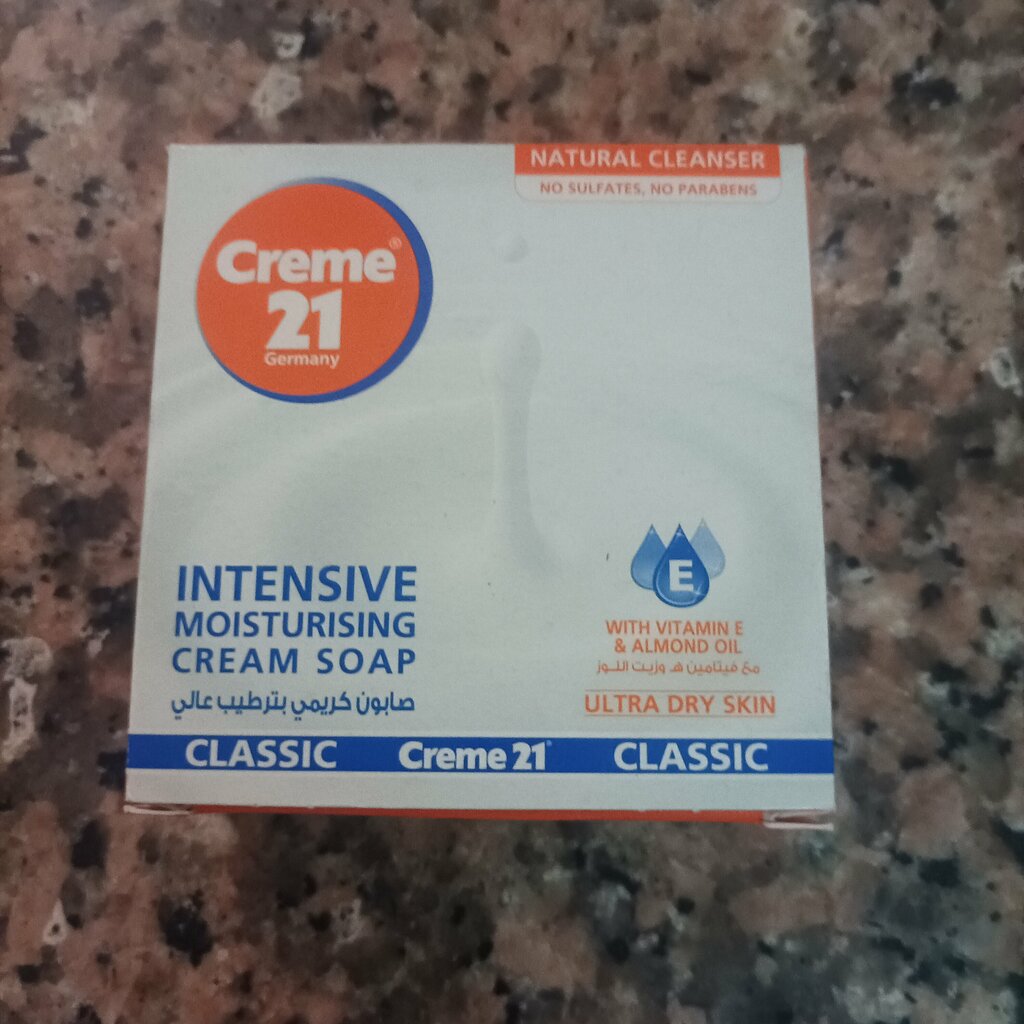 NATURAL CLEANSER
NO SULFATES, NO PARABENS
Creme®
21
Germany
INTENSIVE
MOISTURISING
CREAM SOAP
صابون كريمي بترطيب عالي
E
WITH VITAMIN E
& ALMOND OIL
مع فيتامين هـ وزيت اللوز
ULTRA DRY SKIN
CLASSIC Creme 21® CLASSIC